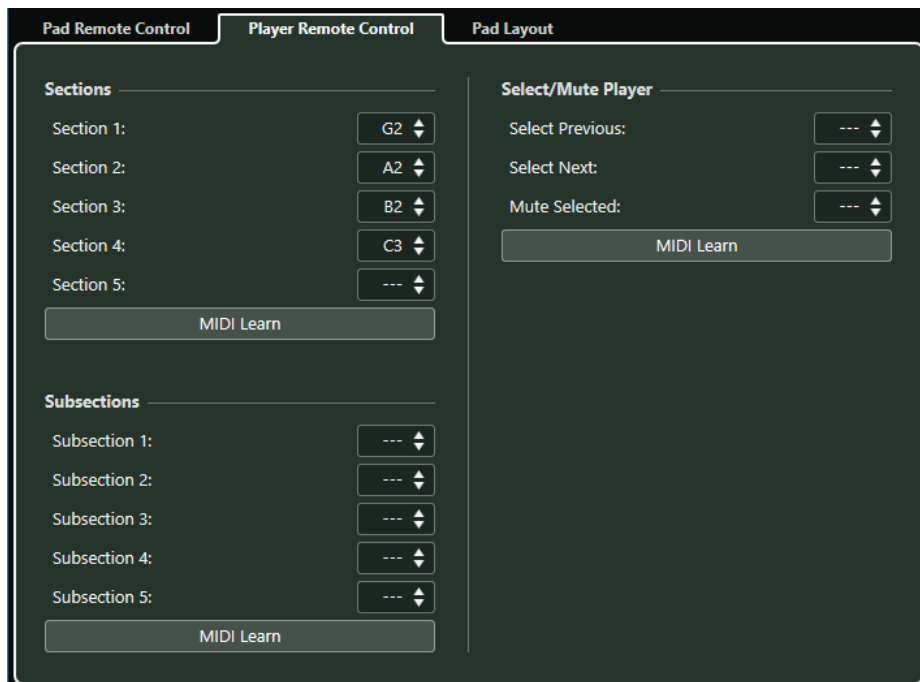 Pad Remote Control Player Remote Control Pad Layout
Sections
Section 1: G2
Section 2: A2
Section 3: B2
Section 4: C3
Section 5: ---
MIDI Learn
Subsections
Subsection 1: ---
Subsection 2: ---
Subsection 3: ---
Subsection 4: ---
Subsection 5: ---
MIDI Learn
Select/Mute Player
Select Previous: ---
Select Next: ---
Mute Selected: ---
MIDI Learn